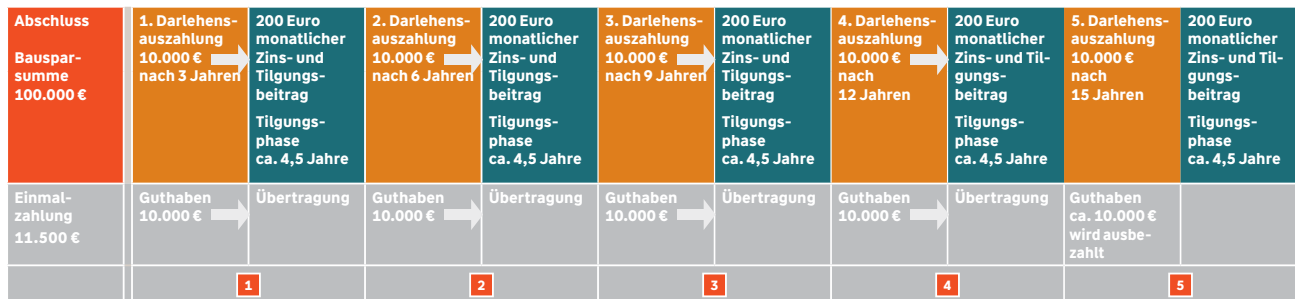 Abschluss
Bauspar-
summe
100.000 €
1. Darlehens-
auszahlung
10.000 €
nach 3 Jahren
200 Euro
monatlicher
Zins- und
Tilgungs-
beitrag
Tilgungs-
phase
ca. 4,5 Jahre
2. Darlehens-
auszahlung
10.000 €
nach 6 Jahren
200 Euro
monatlicher
Zins- und
Tilgungs-
beitrag
Tilgungs-
phase
ca. 4,5 Jahre
3. Darlehens-
auszahlung
10.000 €
nach 9 Jahren
200 Euro
monatlicher
Zins- und
Tilgungs-
beitrag
Tilgungs-
phase
ca. 4,5 Jahre
4. Darlehens-
auszahlung
10.000 €
nach
12 Jahren
200 Euro
monatlicher
Zins- und Til-
gungs-
beitrag
Tilgungs-
phase
ca. 4,5 Jahre
5. Darlehens-
auszahlung
10.000 €
nach
15 Jahren
200 Euro
monatlicher
Zins- und Til-
gungs-
beitrag
Tilgungs-
phase
ca. 4,5 Jahre
Einmal-
zahlung
11.500 €
Guthaben
10.000 €
Übertragung
Guthaben
10.000 €
Übertragung
Guthaben
10.000 €
Übertragung
Guthaben
10.000 €
Übertragung
Guthaben
ca. 10.000 €
wird ausbe-
zahlt
1
2
3
4
5